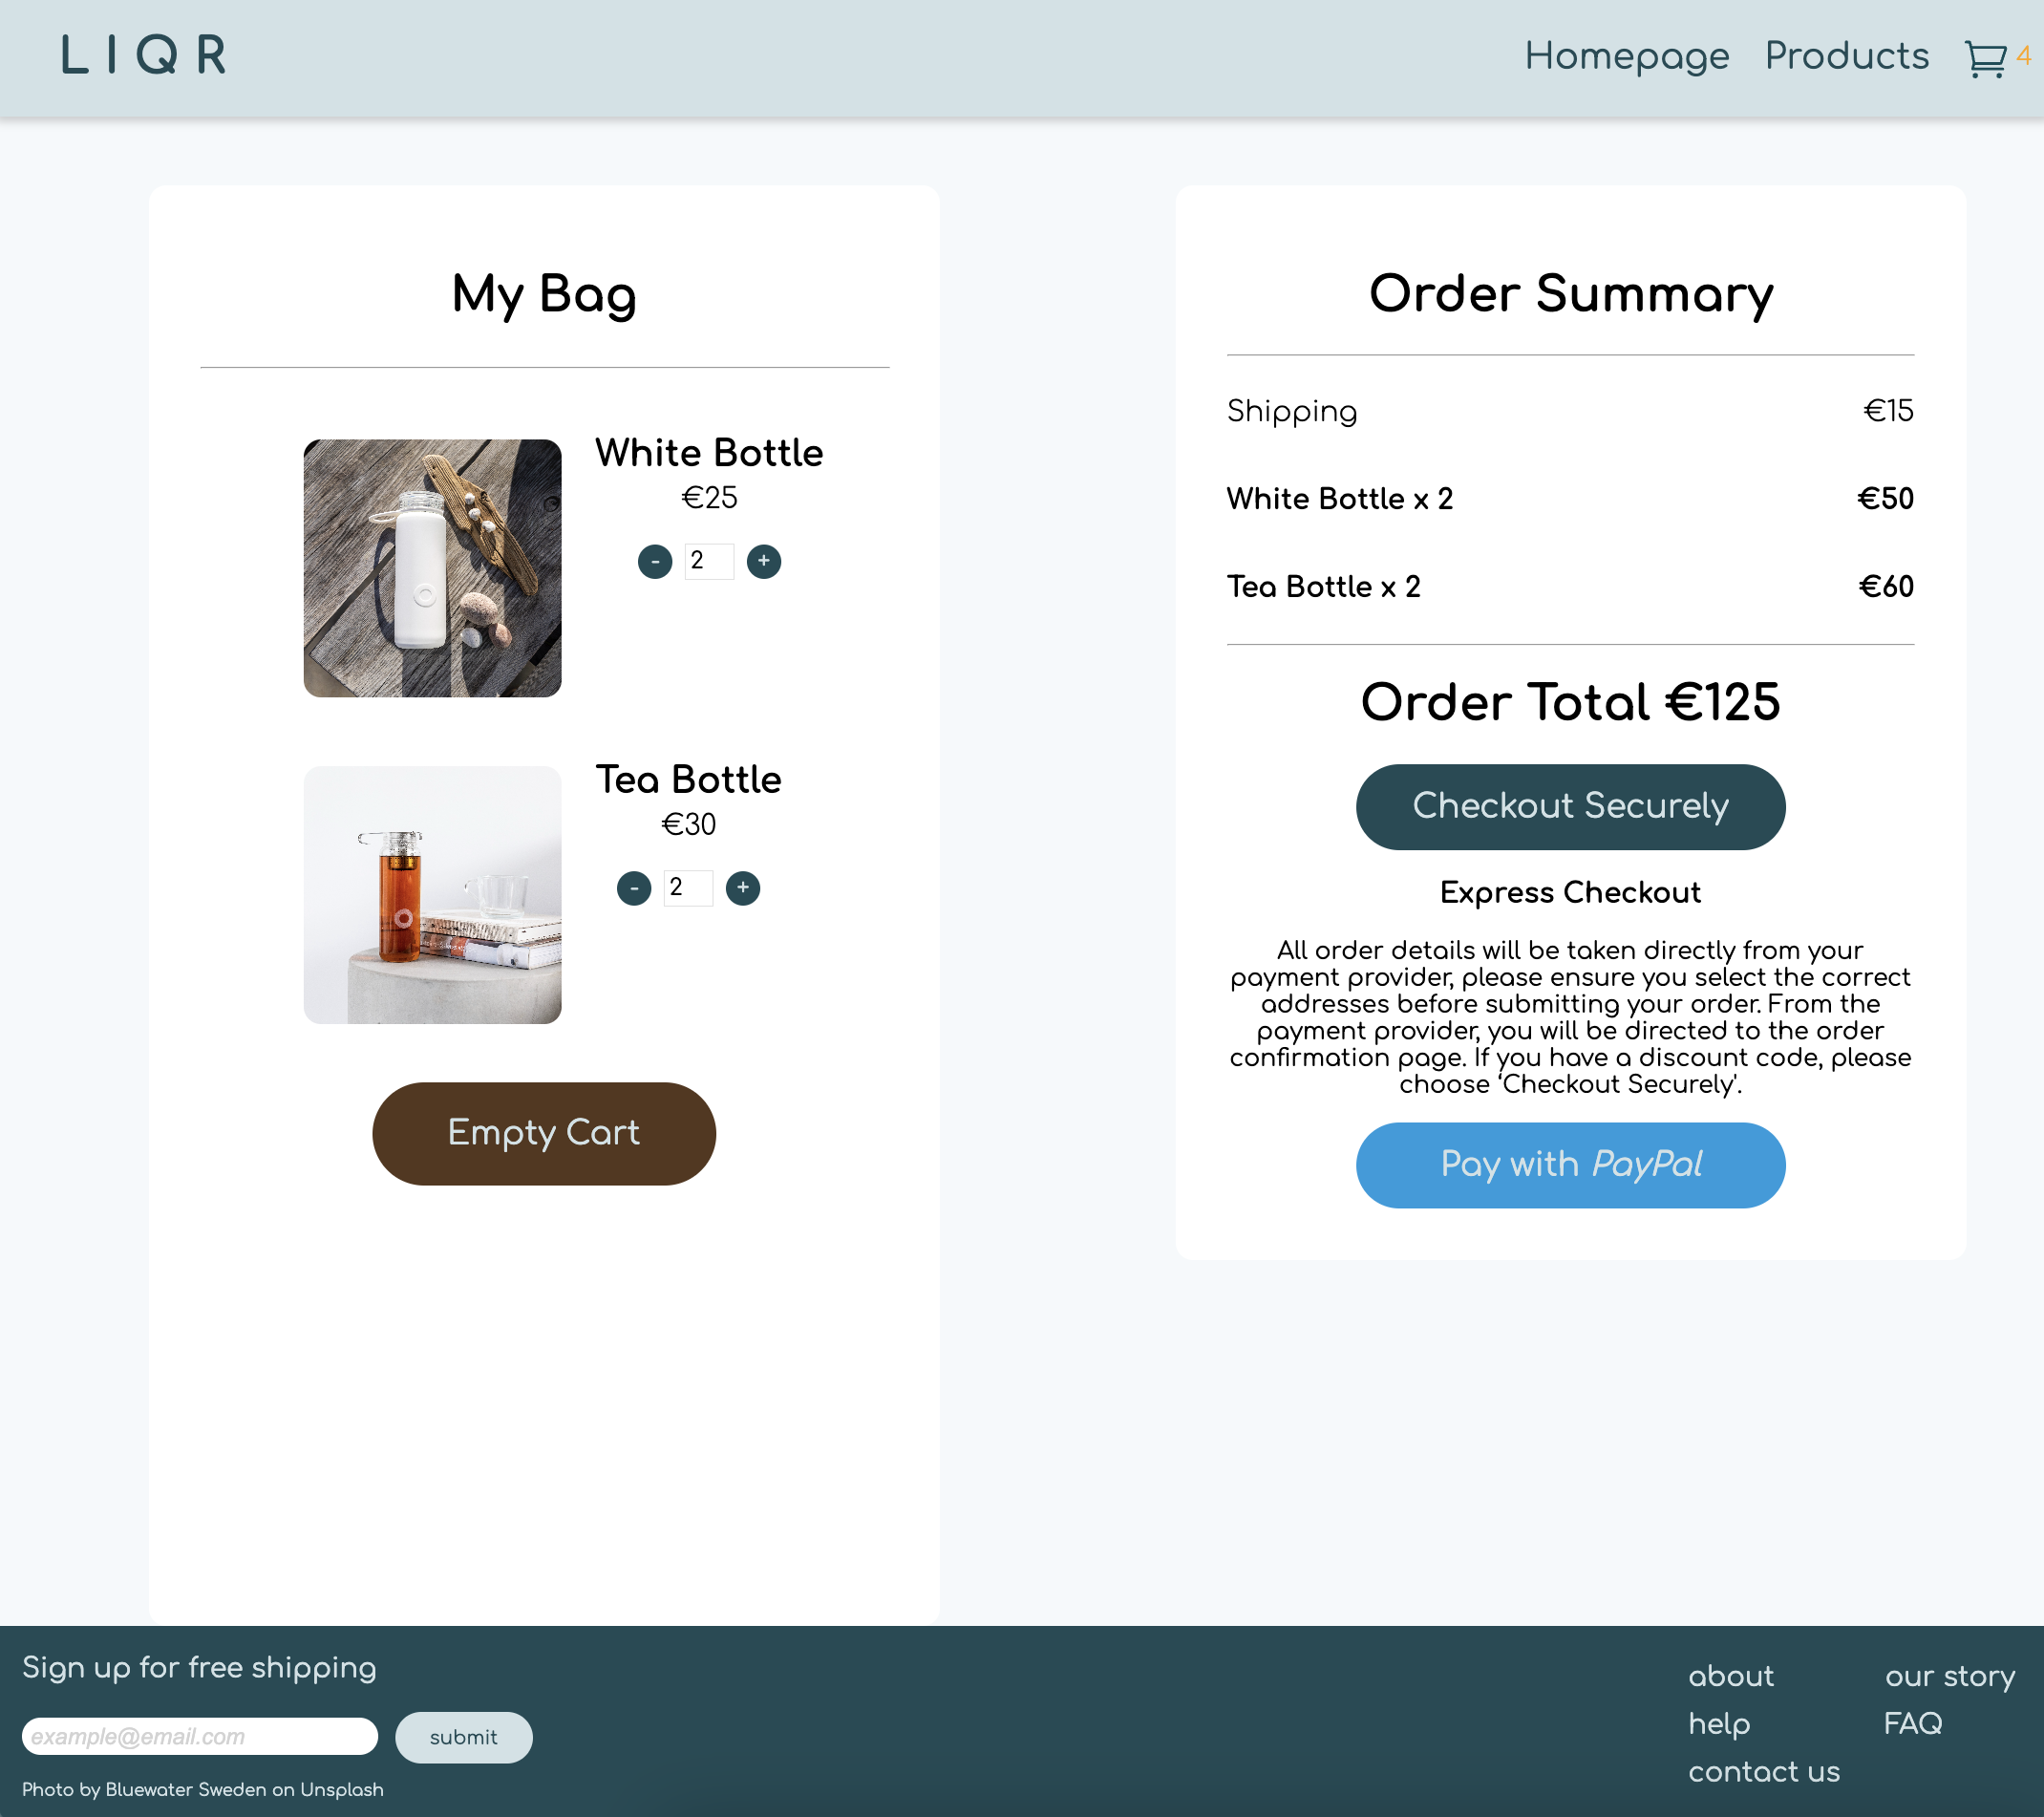 LIQR
Homepage Products 4
My Bag
White Bottle
€25
- 2 +
Tea Bottle
€30
- 2 +
Empty Cart
Order Summary
Shipping €15
White Bottle x 2 €50
Tea Bottle x 2 €60
Order Total €125
Checkout Securely
Express Checkout
All order details will be taken directly from your
payment provider, please ensure you select the correct
addresses before submitting your order. From the
payment provider, you will be directed to the order
confirmation page. If you have a discount code, please
choose ‘Checkout Securely'.
Pay with PayPal
Sign up for free shipping
example@email.com submit
Photo by Bluewater Sweden on Unsplash
about our story
help FAQ
contact us